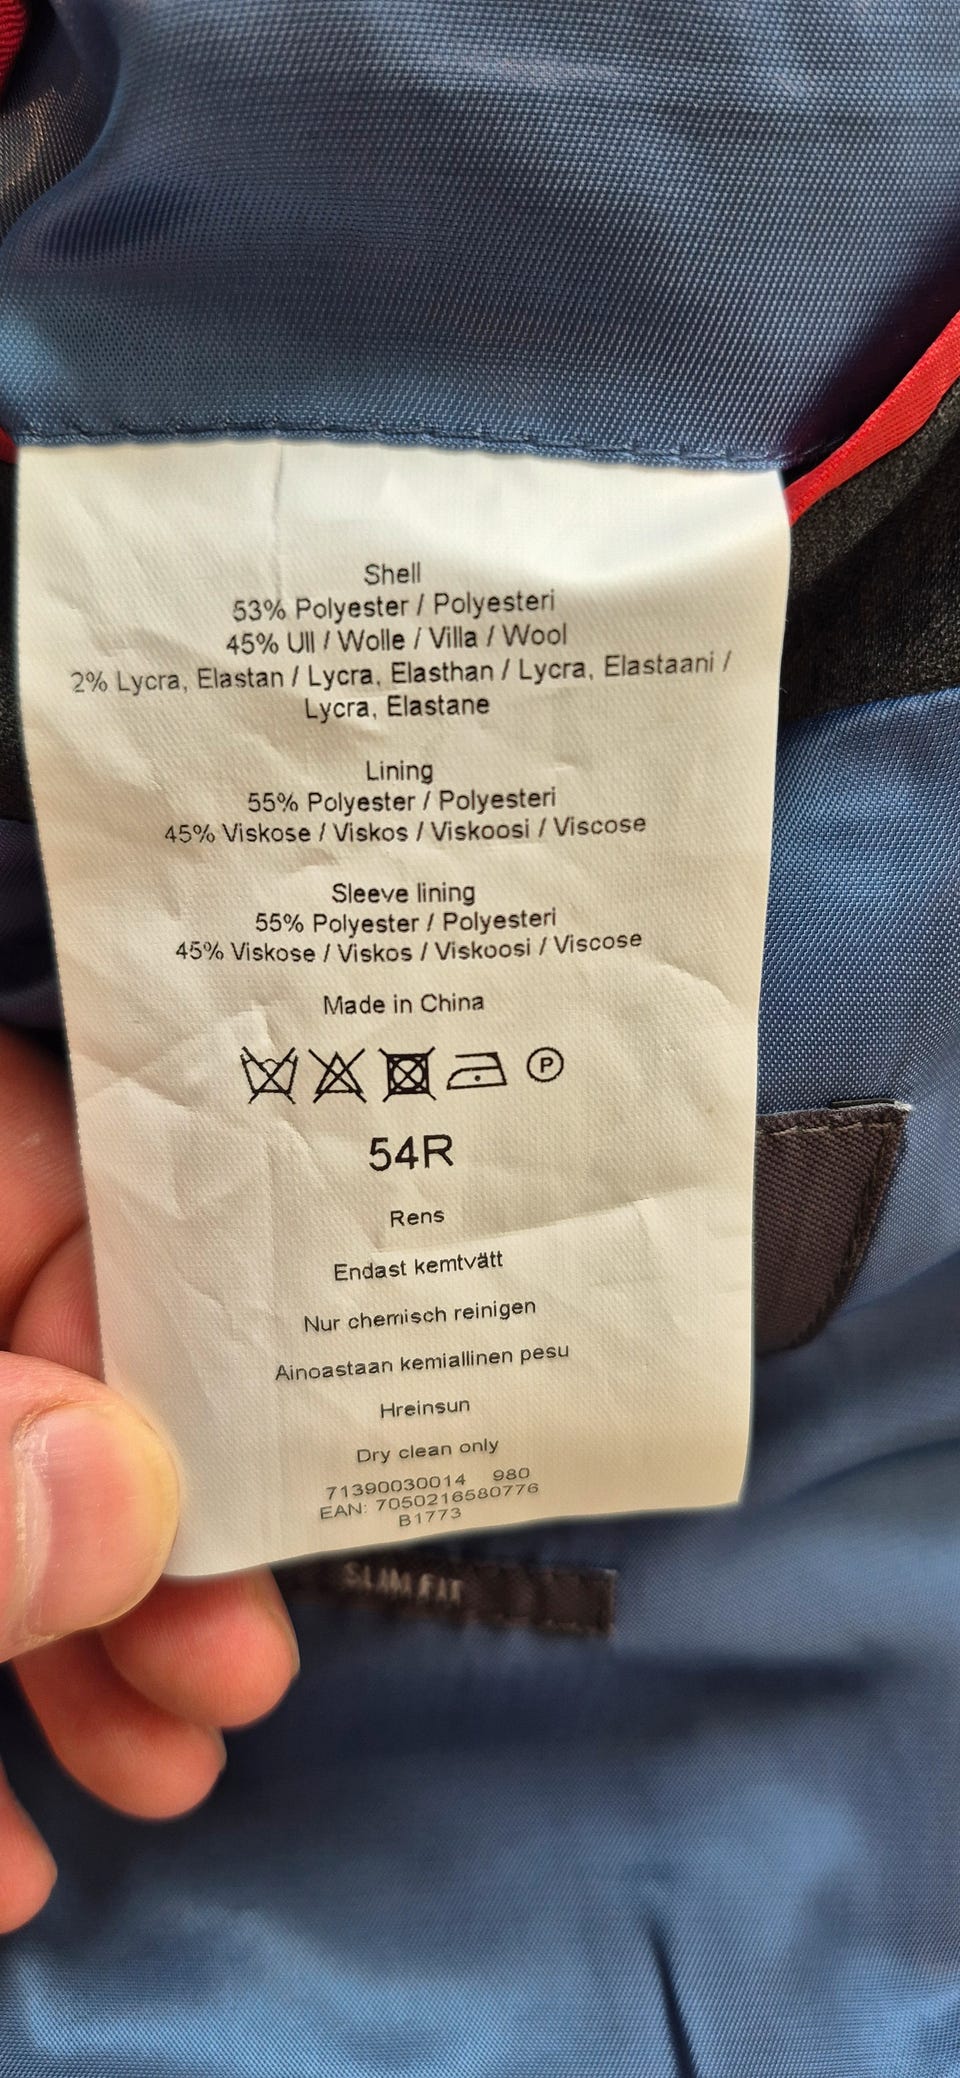 Shell
53% Polyester / Polyesteri
45% Ull / Wolle / Villa / Wool
2% Lycra, Elastan / Lycra, Elasthan / Lycra, Elastaani /
Lycra, Elastane
Lining
55% Polyester / Polyesteri
45% Viskose / Viskos / Viskoosi / Viscose
Sleeve lining
55% Polyester / Polyesteri
45% Viskose / Viskos / Viskoosi / Viscose
Made in China
P
54R
Rens
Endast kemtvätt
Nur chemisch reinigen
Ainoastaan kemiallinen pesu
Hreinsun
Dry clean only
71390030014 980
EAN: 7050216580776
B1773
SLIM FIT